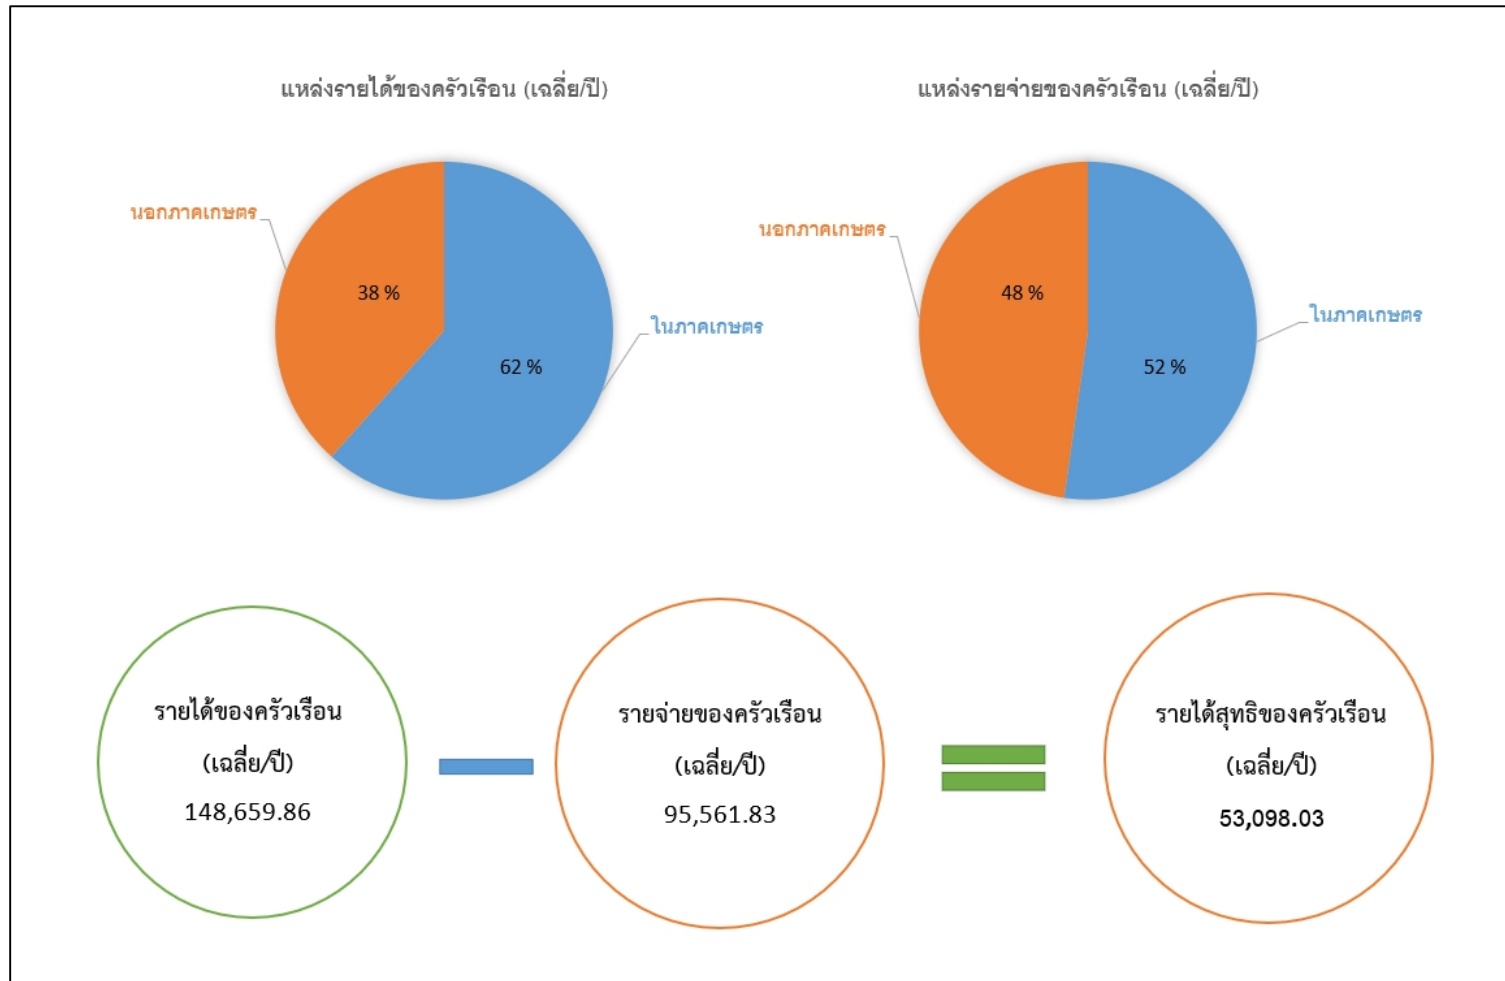 แหล่งรายได้ของครัวเรือน (เฉลี่ย/ปี)
นอกภาคเกษตร
38 %
ในภาคเกษตร
62 %
แหล่งรายจ่ายของครัวเรือน (เฉลี่ย/ปี)
นอกภาคเกษตร
48 %
ในภาคเกษตร
52 %
รายได้ของครัวเรือน
(เฉลี่ย/ปี)
148,659.86
รายจ่ายของครัวเรือน
(เฉลี่ย/ปี)
95,561.83
รายได้สุทธิของครัวเรือน
(เฉลี่ย/ปี)
53,098.03